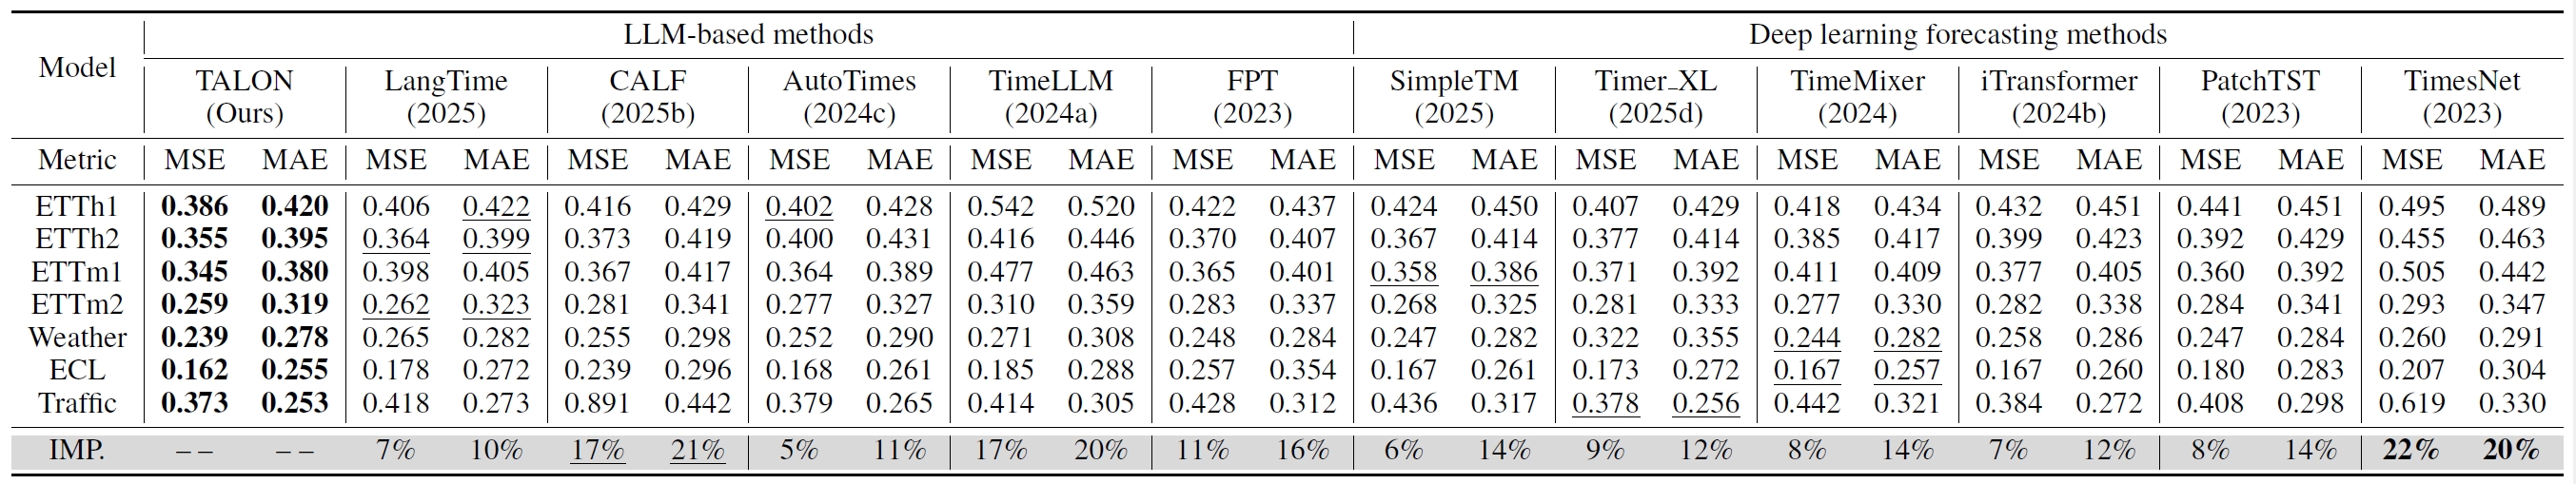 Model LLM-based methods Deep learning forecasting methods
TALON LangTime CALF AutoTimes TimeLLM FPT SimpleTM Timer_XL TimeMixer iTransformer PatchTST TimesNet
(Ours) (2025) (2025b) (2024c) (2024a) (2023) (2025) (2025d) (2024) (2024b) (2023) (2023)
Metric MSE MAE MSE MAE MSE MAE MSE MAE MSE MAE MSE MAE MSE MAE MSE MAE MSE MAE MSE MAE MSE MAE MSE MAE
ETTh1 0.386 0.420 0.406 0.422 0.416 0.429 0.402 0.428 0.542 0.520 0.422 0.437 0.424 0.450 0.407 0.429 0.418 0.434 0.432 0.451 0.441 0.451 0.495 0.489
ETTh2 0.355 0.395 0.364 0.399 0.373 0.419 0.400 0.431 0.416 0.446 0.370 0.407 0.367 0.414 0.377 0.414 0.385 0.417 0.399 0.423 0.392 0.429 0.455 0.463
ETTm1 0.345 0.380 0.398 0.405 0.367 0.417 0.364 0.389 0.477 0.463 0.365 0.401 0.358 0.386 0.371 0.392 0.411 0.409 0.377 0.405 0.360 0.392 0.505 0.442
ETTm2 0.259 0.319 0.262 0.323 0.281 0.341 0.277 0.327 0.310 0.359 0.283 0.337 0.268 0.325 0.281 0.333 0.277 0.330 0.282 0.338 0.284 0.341 0.293 0.347
Weather 0.239 0.278 0.265 0.282 0.255 0.298 0.252 0.290 0.271 0.308 0.248 0.284 0.247 0.282 0.322 0.355 0.244 0.282 0.258 0.286 0.247 0.284 0.260 0.291
ECL 0.162 0.255 0.178 0.272 0.239 0.296 0.168 0.261 0.185 0.288 0.257 0.354 0.167 0.261 0.173 0.272 0.167 0.257 0.167 0.260 0.180 0.283 0.207 0.304
Traffic 0.373 0.253 0.418 0.273 0.891 0.442 0.379 0.265 0.414 0.305 0.428 0.312 0.436 0.317 0.378 0.256 0.442 0.321 0.384 0.272 0.408 0.298 0.619 0.330
IMP. – – – – 7% 10% 17% 21% 5% 11% 17% 20% 11% 16% 6% 14% 9% 12% 8% 14% 7% 12% 8% 14% 22% 20%